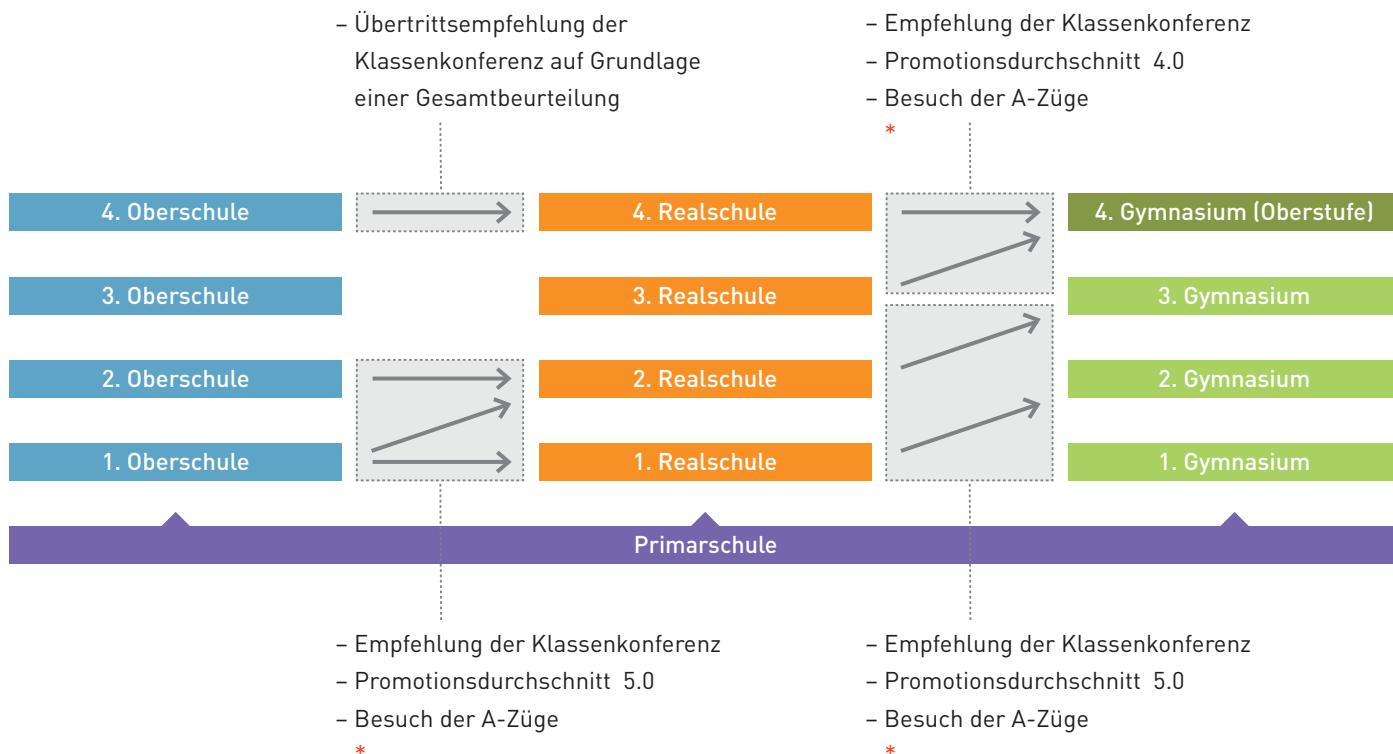 – Übertrittsempfehlung der
Klassenkonferenz auf Grundlage
einer Gesamtbeurteilung
– Empfehlung der Klassenkonferenz
– Promotionsdurchschnitt 4.0
– Besuch der A-Züge
*
4. Oberschule
4. Realschule
4. Gymnasium (Oberstufe)
3. Oberschule
3. Realschule
3. Gymnasium
2. Oberschule
2. Realschule
2. Gymnasium
1. Oberschule
1. Realschule
1. Gymnasium
Primarschule
– Empfehlung der Klassenkonferenz
– Promotionsdurchschnitt 5.0
– Besuch der A-Züge
*
– Empfehlung der Klassenkonferenz
– Promotionsdurchschnitt 5.0
– Besuch der A-Züge
*